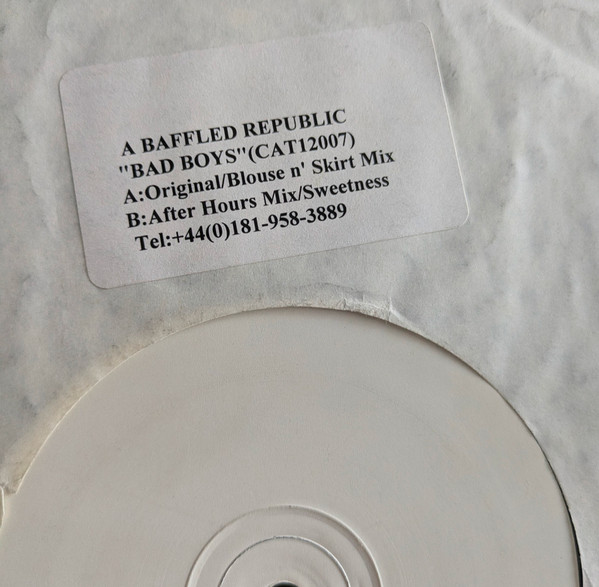 A BAFFLED REPUBLIC
"BAD BOYS"(CAT12007)
A:Original/Blouse n' Skirt Mix
B:After Hours Mix/Sweetness
Tel:+44(0)181-958-3889